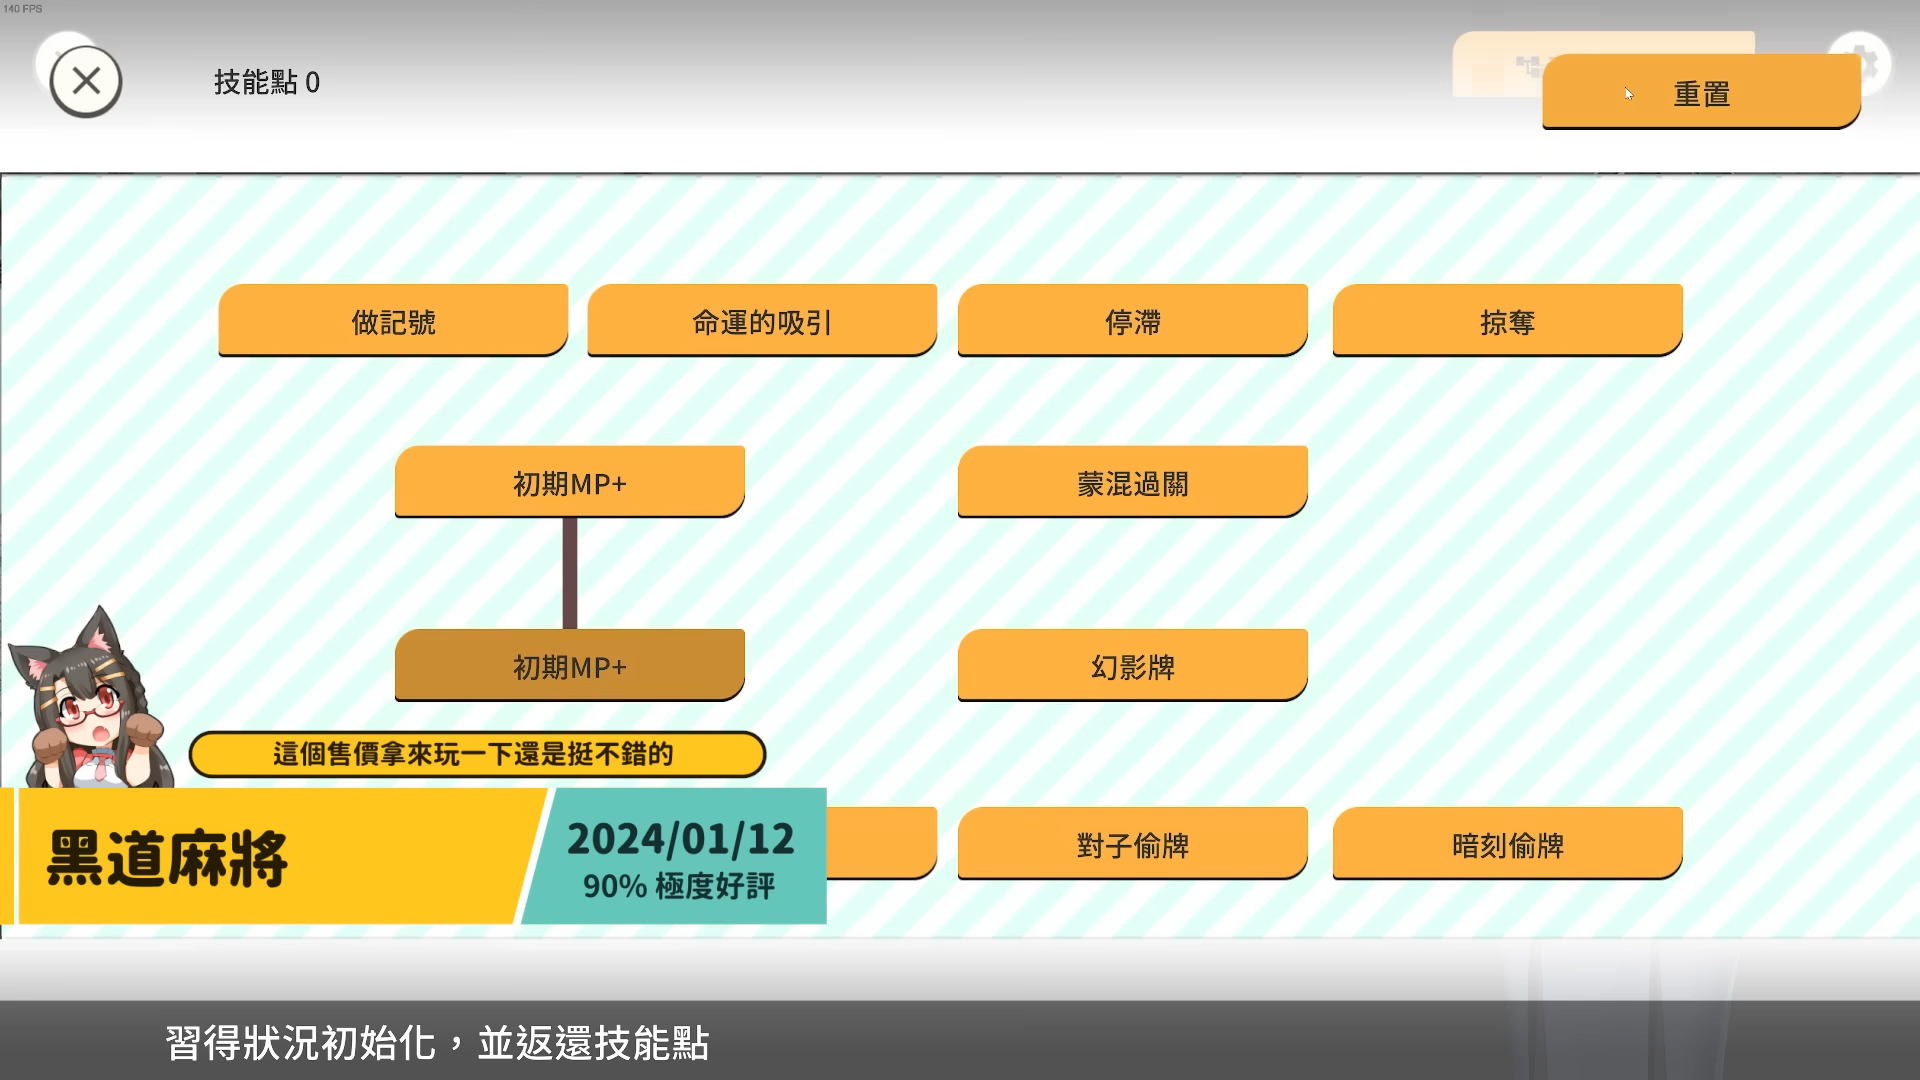 140 FPS
技能點 0
重置
做記號
命運的吸引
停滯
掠奪
初期MP+
蒙混過關
初期MP+
幻影牌
這個售價拿來玩一下還是挺不錯的
黑道麻將
2024/01/12
90% 極度好評
對子偷牌
暗刻偷牌
習得狀況初始化，並返還技能點